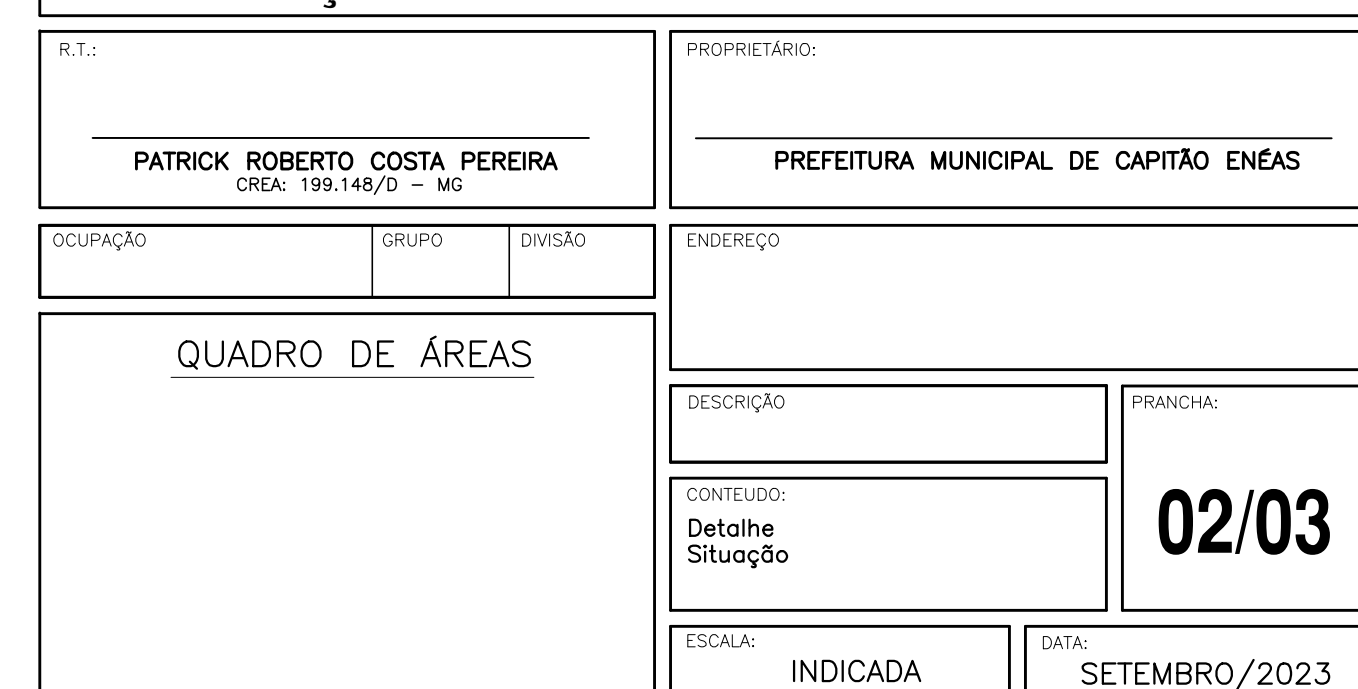 R.T.:
PATRICK ROBERTO COSTA PEREIRA
CREA: 199.148/D – MG
PROPRIETÁRIO:
PREFEITURA MUNICIPAL DE CAPITÃO ENÉAS
OCUPAÇÃO
GRUPO
DIVISÃO
ENDEREÇO
QUADRO DE ÁREAS
DESCRIÇÃO
PRANCHA:
02/03
CONTEUDO:
Detalhe
Situação
ESCALA:
INDICADA
DATA:
SETEMBRO/2023